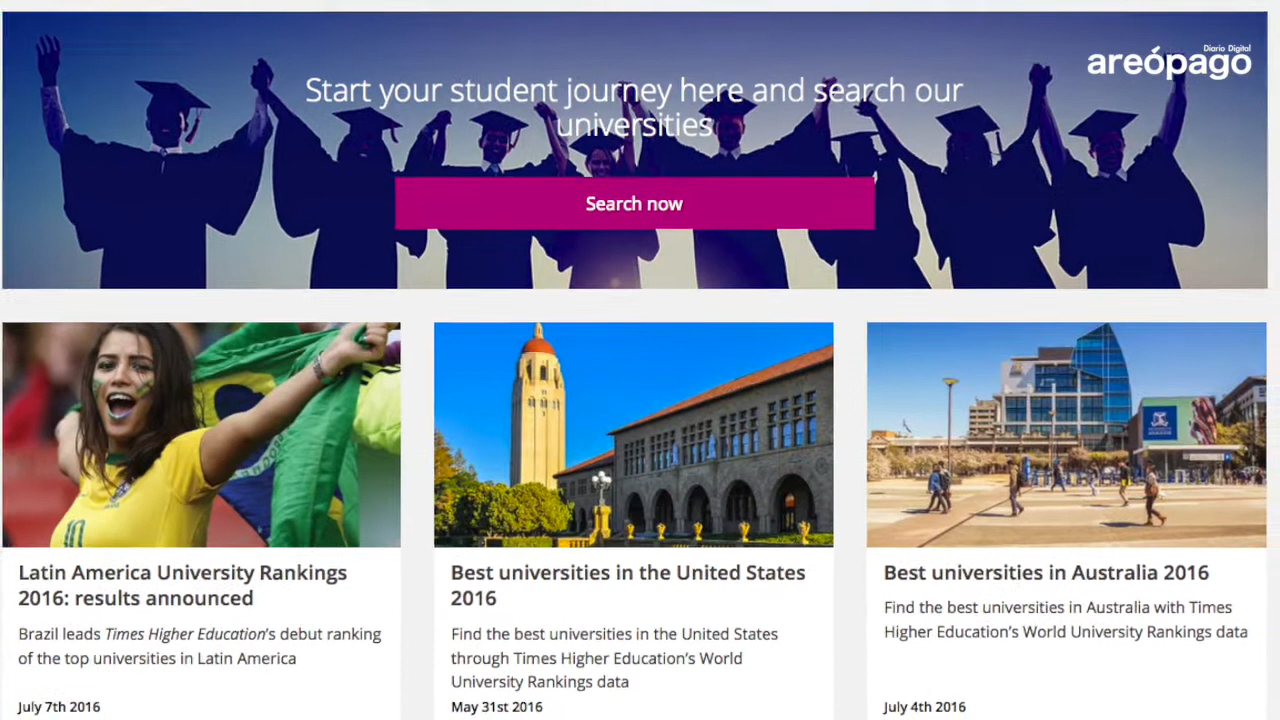 Diario Digital
areópago
Start your student journey here and search our
universities
Search now
10
Latin America University Rankings
2016: results announced
Brazil leads Times Higher Education's debut ranking
of the top universities in Latin America
July 7th 2016
Best universities in the United States
2016
Find the best universities in the United States
through Times Higher Education's World
University Rankings data
May 31st 2016
Best universities in Australia 2016
Find the best universities in Australia with Times
Higher Education's World University Rankings data
July 4th 2016